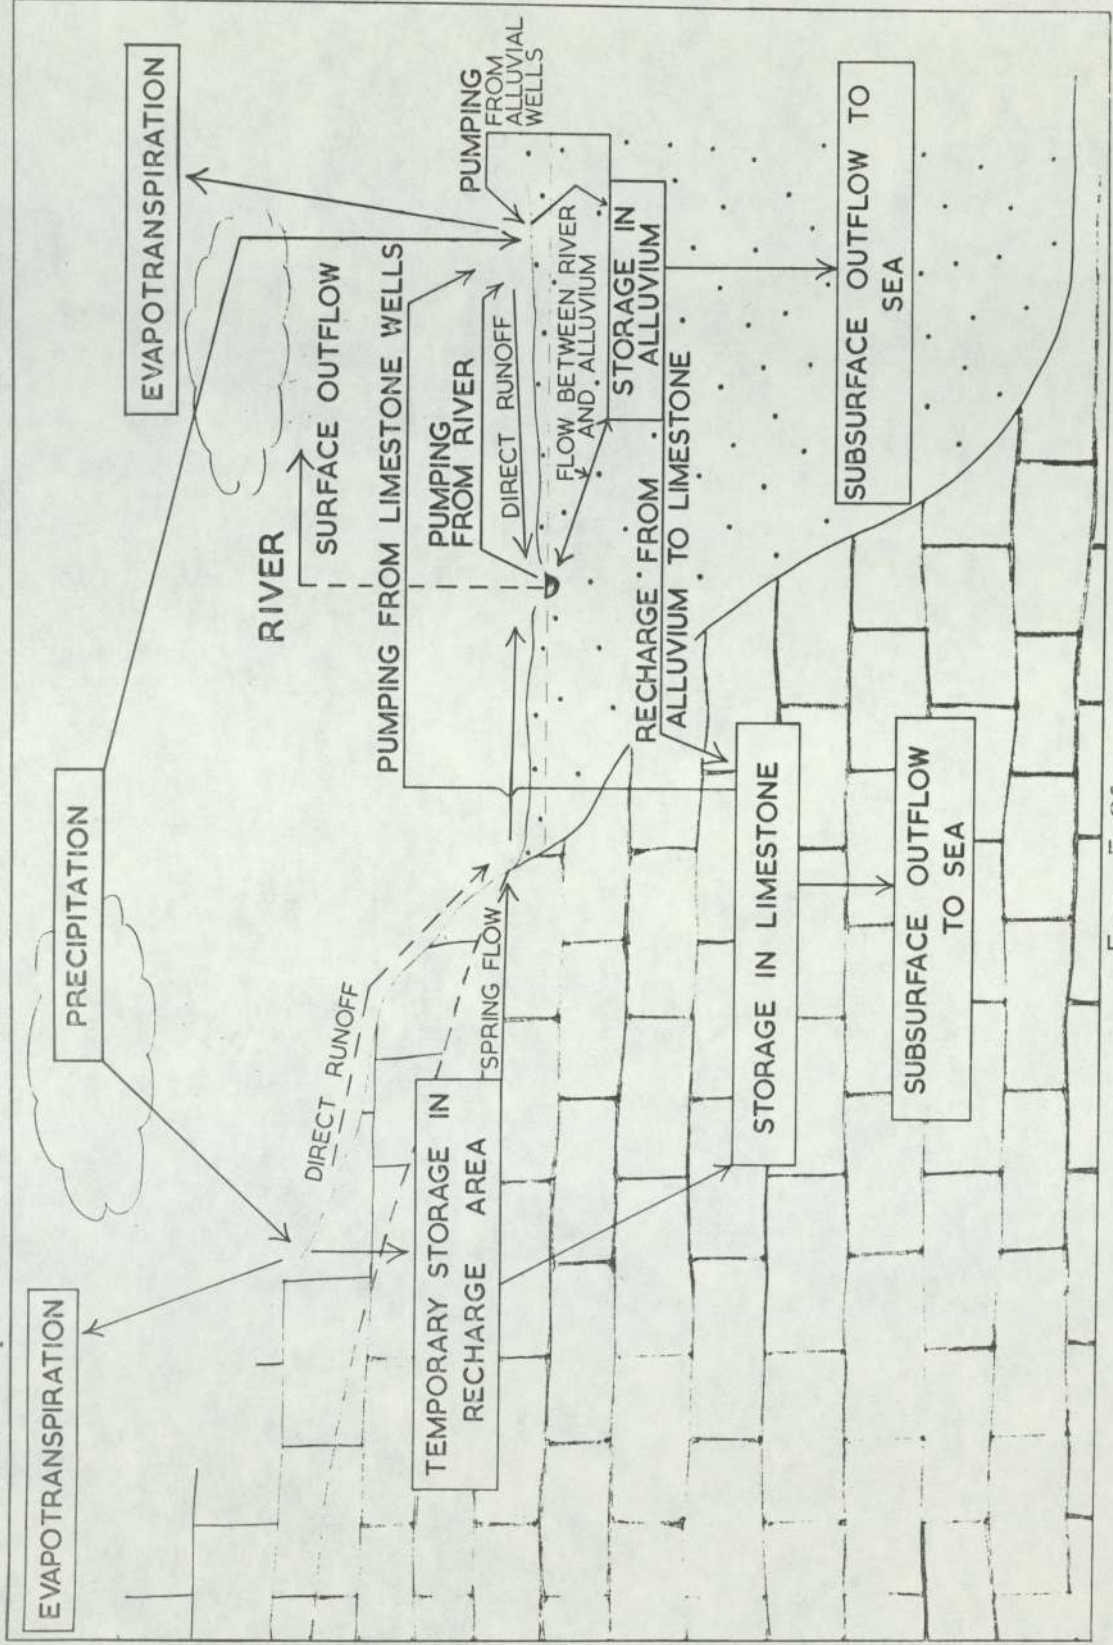 EVAPOTRANSPIRATION
PRECIPITATION
EVAPOTRANSPIRATION
RIVER
SURFACE OUTFLOW
DIRECT RUNOFF
PUMPING FROM LIMESTONE WELLS
PUMPING
FROM RIVER
DIRECT RUNOFF
PUMPING
FROM
ALLUVIAL
WELLS
TEMPORARY STORAGE IN
RECHARGE AREA
SPRING FLOW
FLOW BETWEEN RIVER
AND ALLUVIUM
STORAGE IN
ALLUVIUM
RECHARGE FROM
ALLUVIUM TO LIMESTONE
STORAGE IN LIMESTONE
SUBSURFACE OUTFLOW
TO SEA
SUBSURFACE OUTFLOW TO
SEA